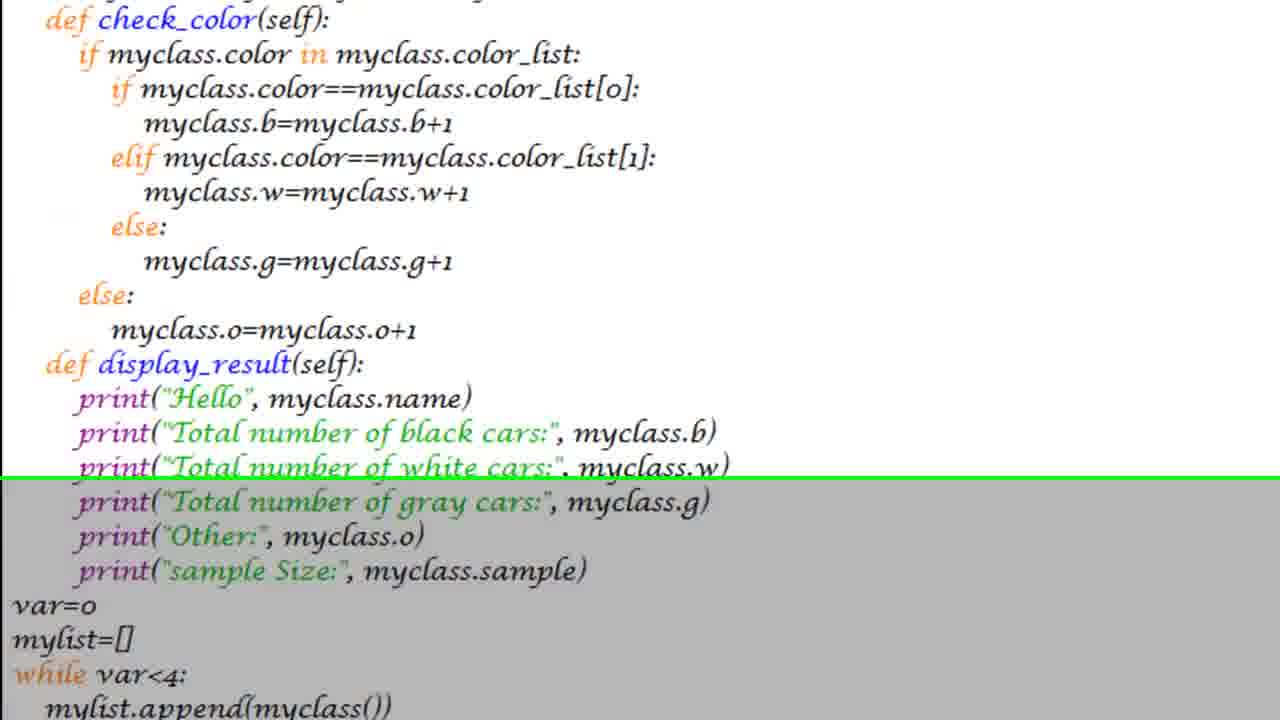 def check_color(self):
if myclass.color in myclass.color_list:
if myclass.color==myclass.color_list[0]:
myclass.b=myclass.b+1
elif myclass.color==myclass.color_list[1]:
myclass.w=myclass.w+1
else:
myclass.g=myclass.g+1
else:
myclass.o=myclass.o+1
def display_result(self):
print("Hello", myclass.name)
print("Total number of black cars:", myclass.b)
print("Total number of white cars:", myclass.w)
print("Total number of gray cars:", myclass.g)
print("Other:", myclass.o)
print("sample Size:", myclass.sample)
var=0
mylist=[]
while var<4:
mylist.append(myclass())